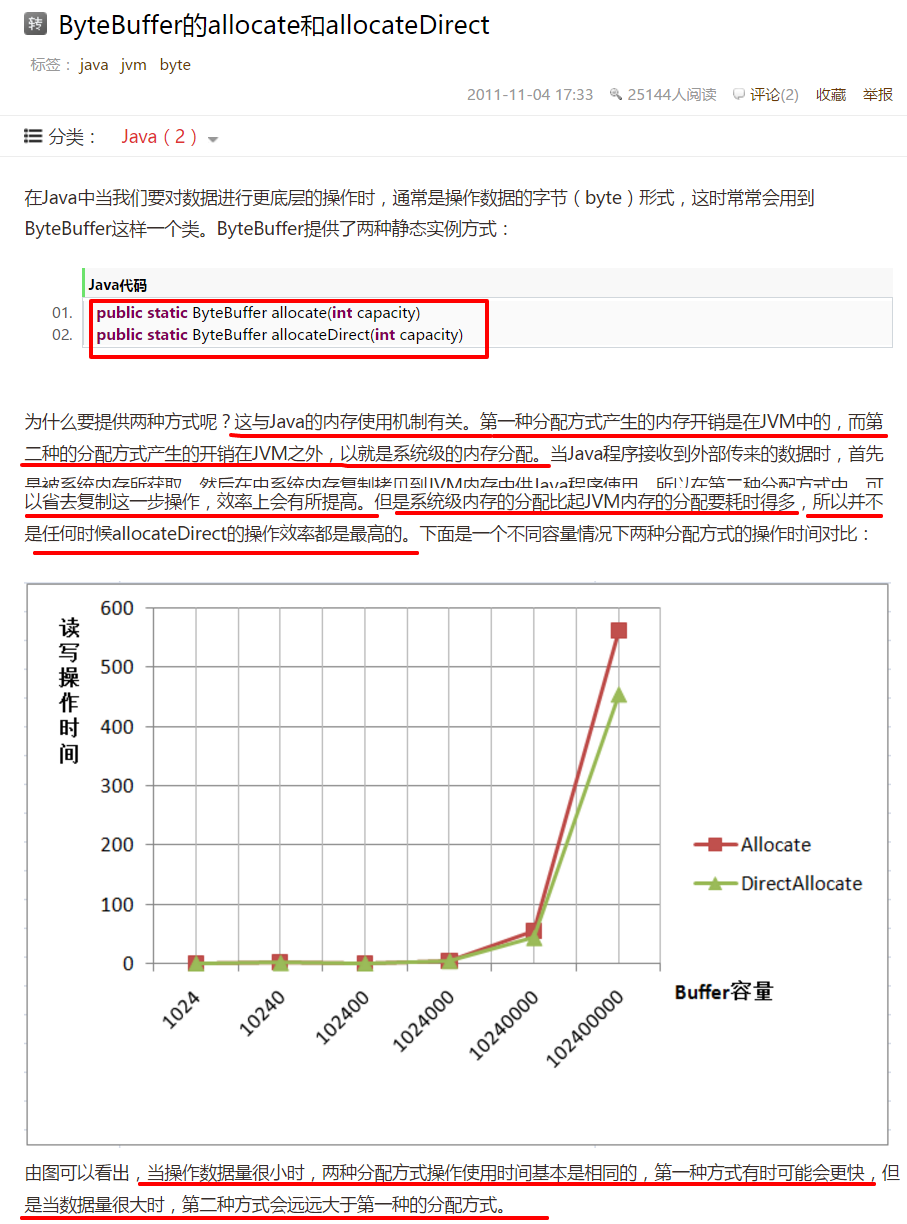 转 ByteBuffer的allocate和allocateDirect
标签： java jvm byte
2011-11-04 17:33 25144人阅读 评论(2) 收藏 举报
分类： Java（2）
在Java中当我们要对数据进行更底层的操作时，通常是操作数据的字节（byte）形式，这时常常会用到
ByteBuffer这样一个类。ByteBuffer提供了两种静态实例方式：
Java代码
01. public static ByteBuffer allocate(int capacity)
02. public static ByteBuffer allocateDirect(int capacity)
为什么要提供两种方式呢？这与Java的内存使用机制有关。第一种分配方式产生的内存开销是在JVM中的，而第
二种的分配方式产生的开销在JVM之外，以就是系统级的内存分配。当Java程序接收到外部传来的数据时，首先
是被系统内存所获取，然后在由系统内存复制拷贝到JVM内存中供Java程序使用。所以在第二种分配方式中，可
以省去复制这一步操作，效率上会有所提高。但是系统级内存的分配比起JVM内存的分配要耗时得多，所以并不
是任何时候allocateDirect的操作效率都是最高的。下面是一个不同容量情况下两种分配方式的操作时间对比：
读写操作时间
600
500
400
300
200
100
0
1024 10240 102400 1024000 10240000 102400000
Buffer容量
Allocate
DirectAllocate
由图可以看出，当操作数据量很小时，两种分配方式操作使用时间基本是相同的，第一种方式有时可能会更快，但
是当数据量很大时，第二种方式会远远大于第一种的分配方式。